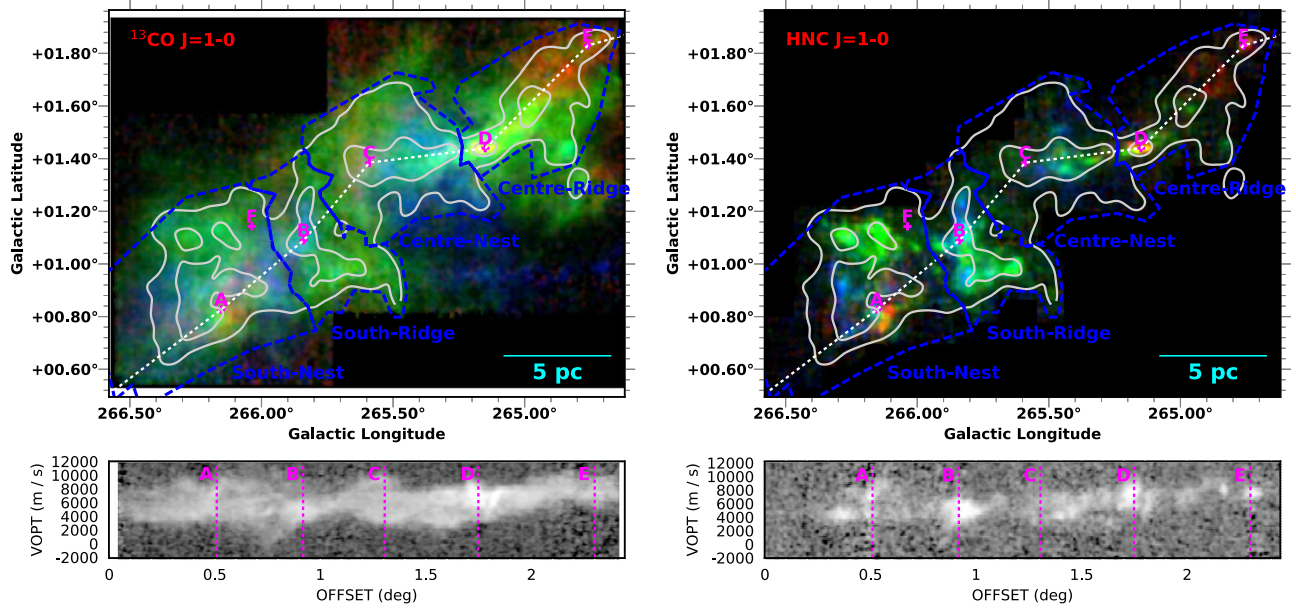 ¹³CO J=1-0
+01.80°
+01.60°
+01.40°
+01.20°
+01.00°
+00.80°
+00.60°
Galactic Latitude
E
D
C
F
B
A
Centre-Ridge
Centre-Nest
South-Ridge
South-Nest
5 pc
266.50° 266.00° 265.50° 265.00°
Galactic Longitude
HNC J=1-0
+01.80°
+01.60°
+01.40°
+01.20°
+01.00°
+00.80°
+00.60°
Galactic Latitude
E
D
C
F
B
A
Centre-Ridge
Centre-Nest
South-Ridge
South-Nest
5 pc
266.50° 266.00° 265.50° 265.00°
Galactic Longitude
12000
10000
8000
6000
4000
2000
0
-2000
VOPT (m / s)
A B C D E
0 0.5 1 1.5 2
OFFSET (deg)
12000
10000
8000
6000
4000
2000
0
-2000
VOPT (m / s)
A B C D E
0 0.5 1 1.5 2
OFFSET (deg)